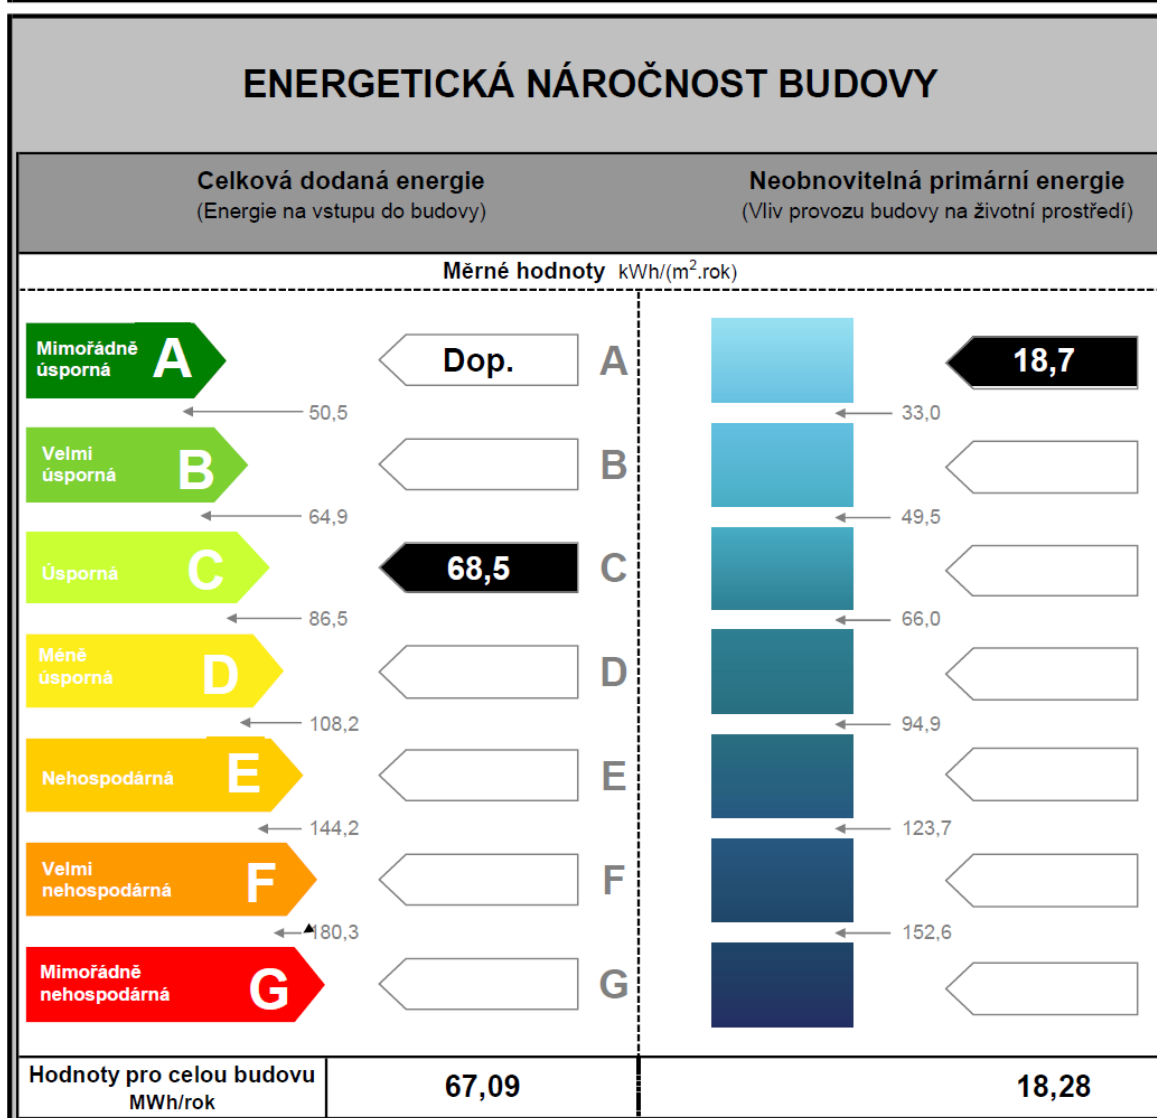 ENERGETICKÁ NÁROČNOST BUDOVY
Celková dodaná energie
(Energie na vstupu do budovy)
Neobnovitelná primární energie
(Vliv provozu budovy na životní prostředí)
Měrné hodnoty kWh/(m².rok)
Mimořádně
úsporná
A
Dop.
A
18,7
50,5
33,0
Velmi
úsporná
B
B
64,9
49,5
Úsporná
C
68,5
C
86,5
66,0
Méně
úsporná
D
D
108,2
94,9
Nehospodárná
E
E
144,2
123,7
Velmi
nehospodárná
F
F
180,3
152,6
Mimořádně
nehospodárná
G
G
Hodnoty pro celou budovu
MWh/rok
67,09
18,28